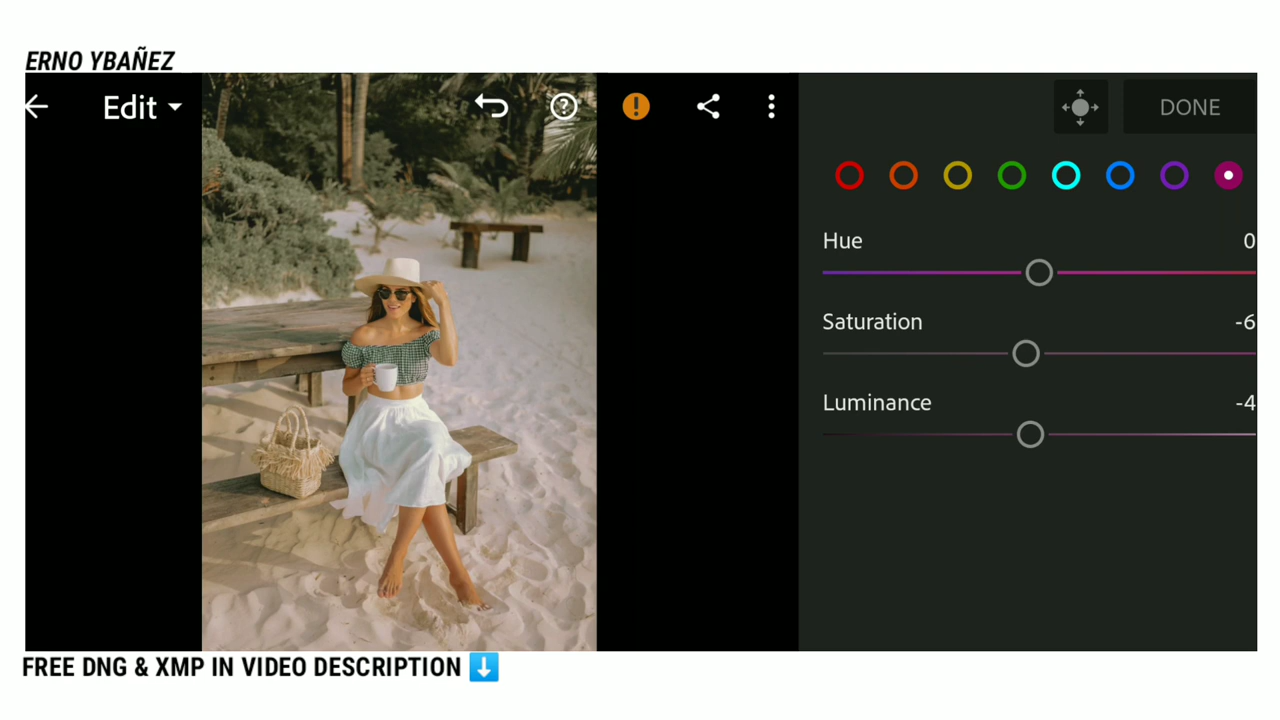 ERNO YBAÑEZ
Edit
DONE
Hue 0
Saturation -6
Luminance -4
FREE DNG & XMP IN VIDEO DESCRIPTION ⬇️